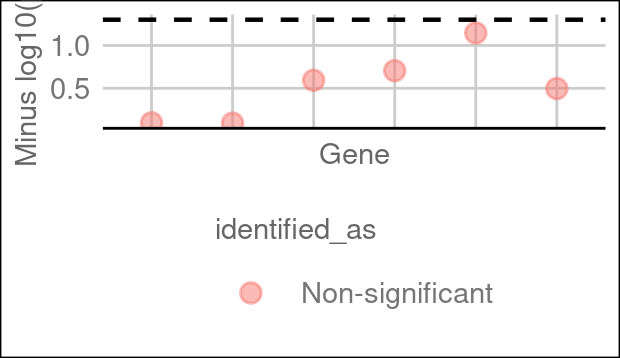 Minus log10(
1.0
0.5
Gene
identified_as
Non-significant